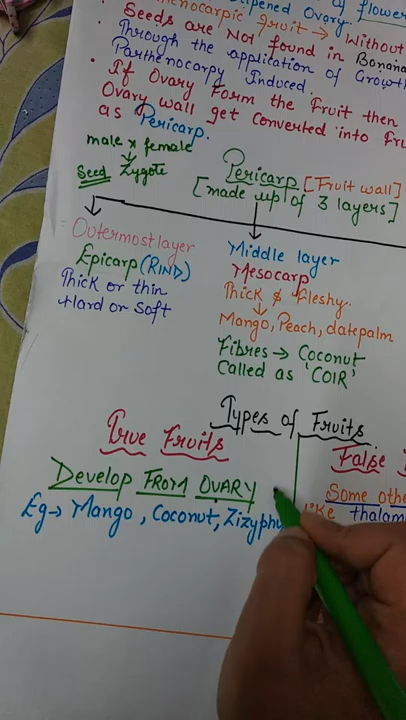 Ripened Ovary. of flower
Parthenocarpic fruit → Without
• Seeds are Not found in Banana
• Through the application of Growth
Parthenocarpy Induced.
• If Ovary Form the Fruit then
Ovary wall get converted into Fru
as Pericarp.
male x female
Seed Zygote
Pericarp [Fruit wall]
[made up of 3 layers]
Outermost layer
Epicarp (RIND)
Thick or thin
Hard or Soft
Middle layer
Mesocarp
Thick & fleshy.
Mango, Peach, datepalm
Fibres → Coconut
Called as 'COIR'
Types of Fruits
True Fruits
Develop FROM OVARY
Eg → Mango, Coconut, Zizyphu
False
Some othe
like thalam